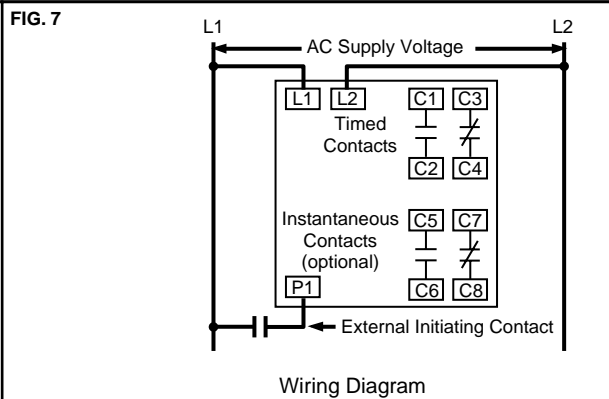 FIG. 7
L1 L2
AC Supply Voltage
L1 L2 C1 C3
Timed
Contacts
C2 C4
Instantaneous
Contacts
(optional)
C5 C7
P1 C6 C8
External Initiating Contact
Wiring Diagram